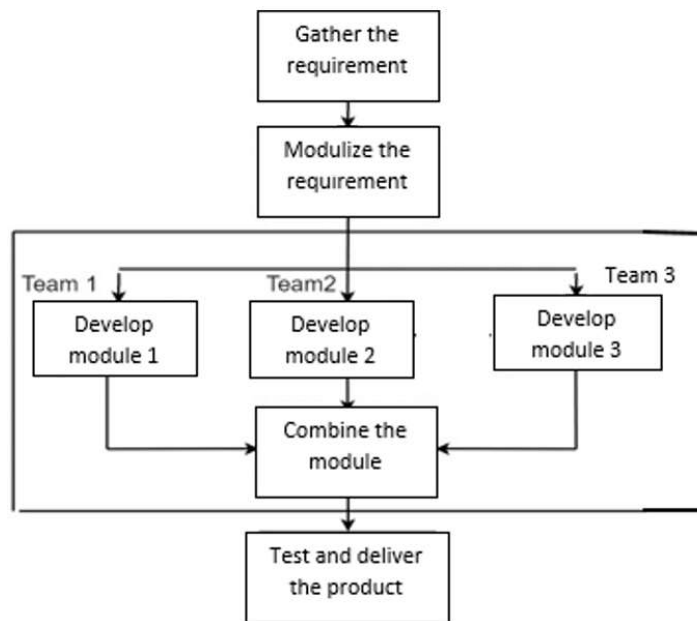 Gather the
requirement
Modulize the
requirement
Team 1
Team2
Team 3
Develop
module 1
Develop
module 2
Develop
module 3
Combine the
module
Test and deliver
the product